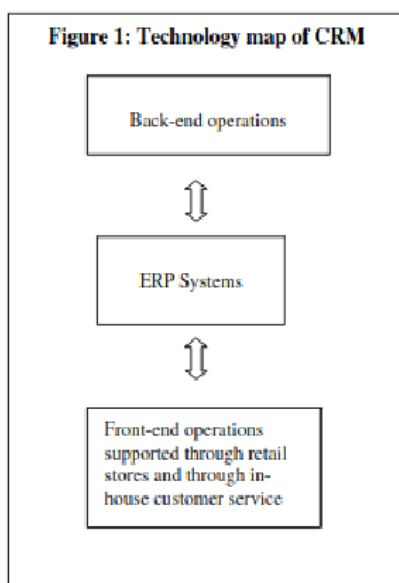 Figure 1: Technology map of CRM
Back-end operations
ERP Systems
Front-end operations
supported through retail
stores and through in-
house customer service